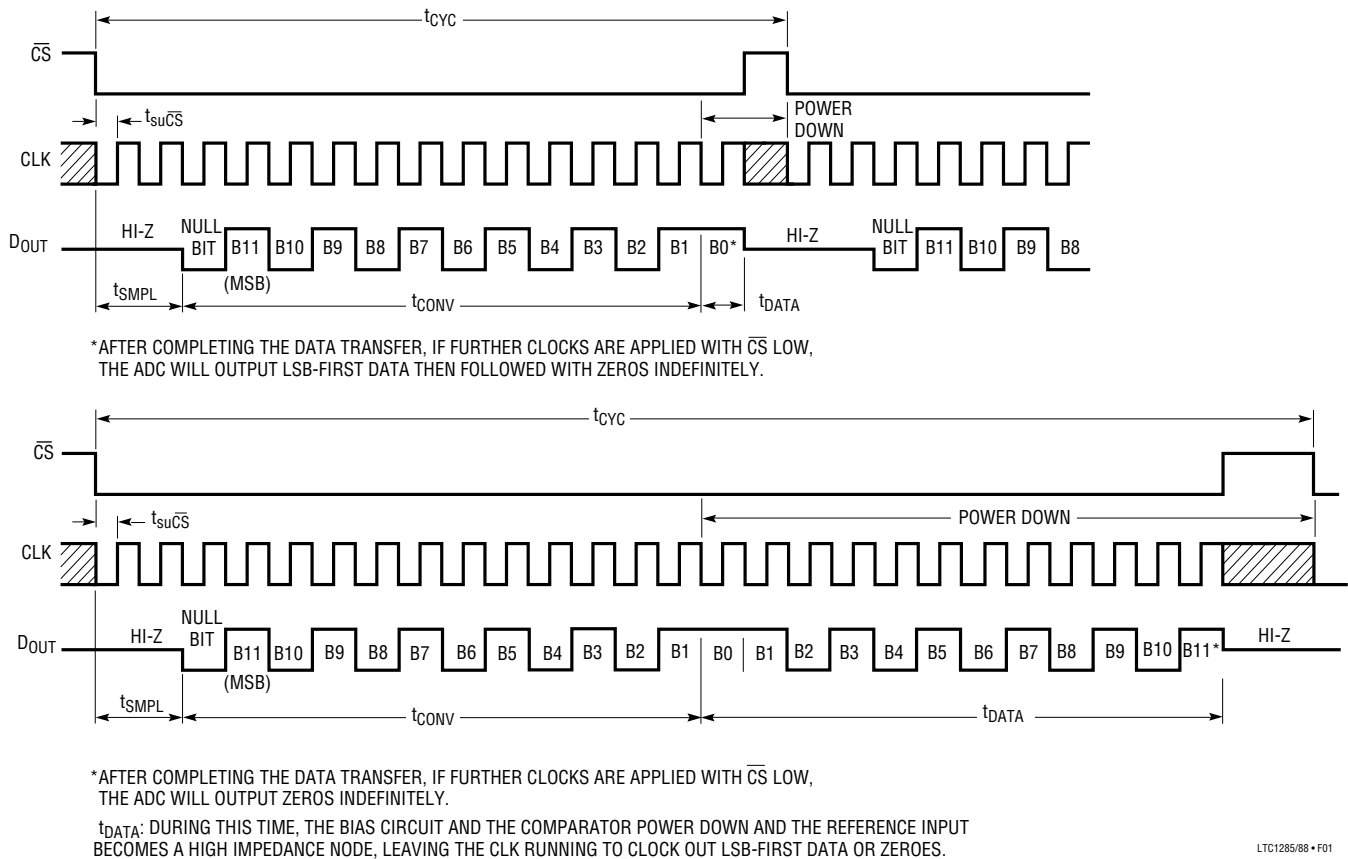 tCYC
C̅S̅
tsuC̅S̅
POWER
DOWN
CLK
DOUT
HI-Z
NULL
BIT
B11 B10 B9 B8 B7 B6 B5 B4 B3 B2 B1 B0*
(MSB)
HI-Z
NULL
BIT
B11 B10 B9 B8
tSMPL
tCONV
tDATA
*AFTER COMPLETING THE DATA TRANSFER, IF FURTHER CLOCKS ARE APPLIED WITH C̅S̅ LOW,
THE ADC WILL OUTPUT LSB-FIRST DATA THEN FOLLOWED WITH ZEROS INDEFINITELY.
tCYC
C̅S̅
tsuC̅S̅
POWER DOWN
CLK
DOUT
HI-Z
NULL
BIT
B11 B10 B9 B8 B7 B6 B5 B4 B3 B2 B1 B0 B1 B2 B3 B4 B5 B6 B7 B8 B9 B10 B11*
(MSB)
HI-Z
tSMPL
tCONV
tDATA
*AFTER COMPLETING THE DATA TRANSFER, IF FURTHER CLOCKS ARE APPLIED WITH C̅S̅ LOW,
THE ADC WILL OUTPUT ZEROS INDEFINITELY.
tDATA: DURING THIS TIME, THE BIAS CIRCUIT AND THE COMPARATOR POWER DOWN AND THE REFERENCE INPUT
BECOMES A HIGH IMPEDANCE NODE, LEAVING THE CLK RUNNING TO CLOCK OUT LSB-FIRST DATA OR ZEROES.
LTC1285/88 • F01